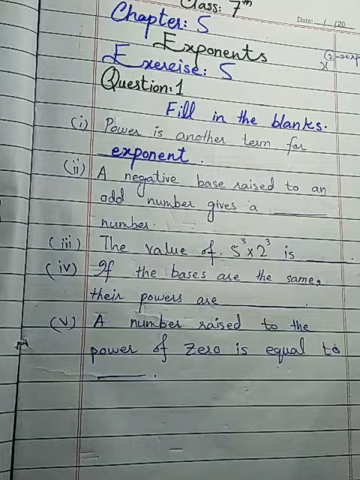 Class: 7th
Chapter: 5
Date: __/__/20
Exponents
Exercise: 5
Question:1
Fill in the blanks.
(i) Power is another term for
exponent.
(ii) A negative base raised to an
odd number gives a ______
number.
(iii) The value of 5³ x 2³ is ______.
(iv) If the bases are the same,
their powers are ______.
(v) A number raised to the
power of zero is equal to
______.